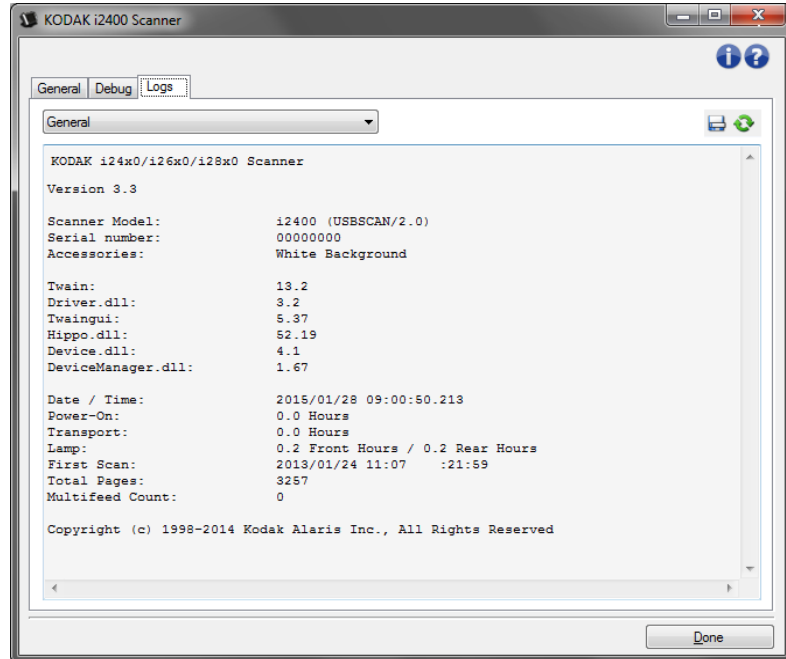 KODAK i2400 Scanner
General Debug Logs
General
KODAK i24x0/i26x0/i28x0 Scanner
Version 3.3
Scanner Model: i2400 (USBSCAN/2.0)
Serial number: 00000000
Accessories: White Background
Twain: 13.2
Driver.dll: 3.2
Twaingui: 5.37
Hippo.dll: 52.19
Device.dll: 4.1
DeviceManager.dll: 1.67
Date / Time: 2015/01/28 09:00:50.213
Power-On: 0.0 Hours
Transport: 0.0 Hours
Lamp: 0.2 Front Hours / 0.2 Rear Hours
First Scan: 2013/01/24 11:07 :21:59
Total Pages: 3257
Multifeed Count: 0
Copyright (c) 1998-2014 Kodak Alaris Inc., All Rights Reserved
Done